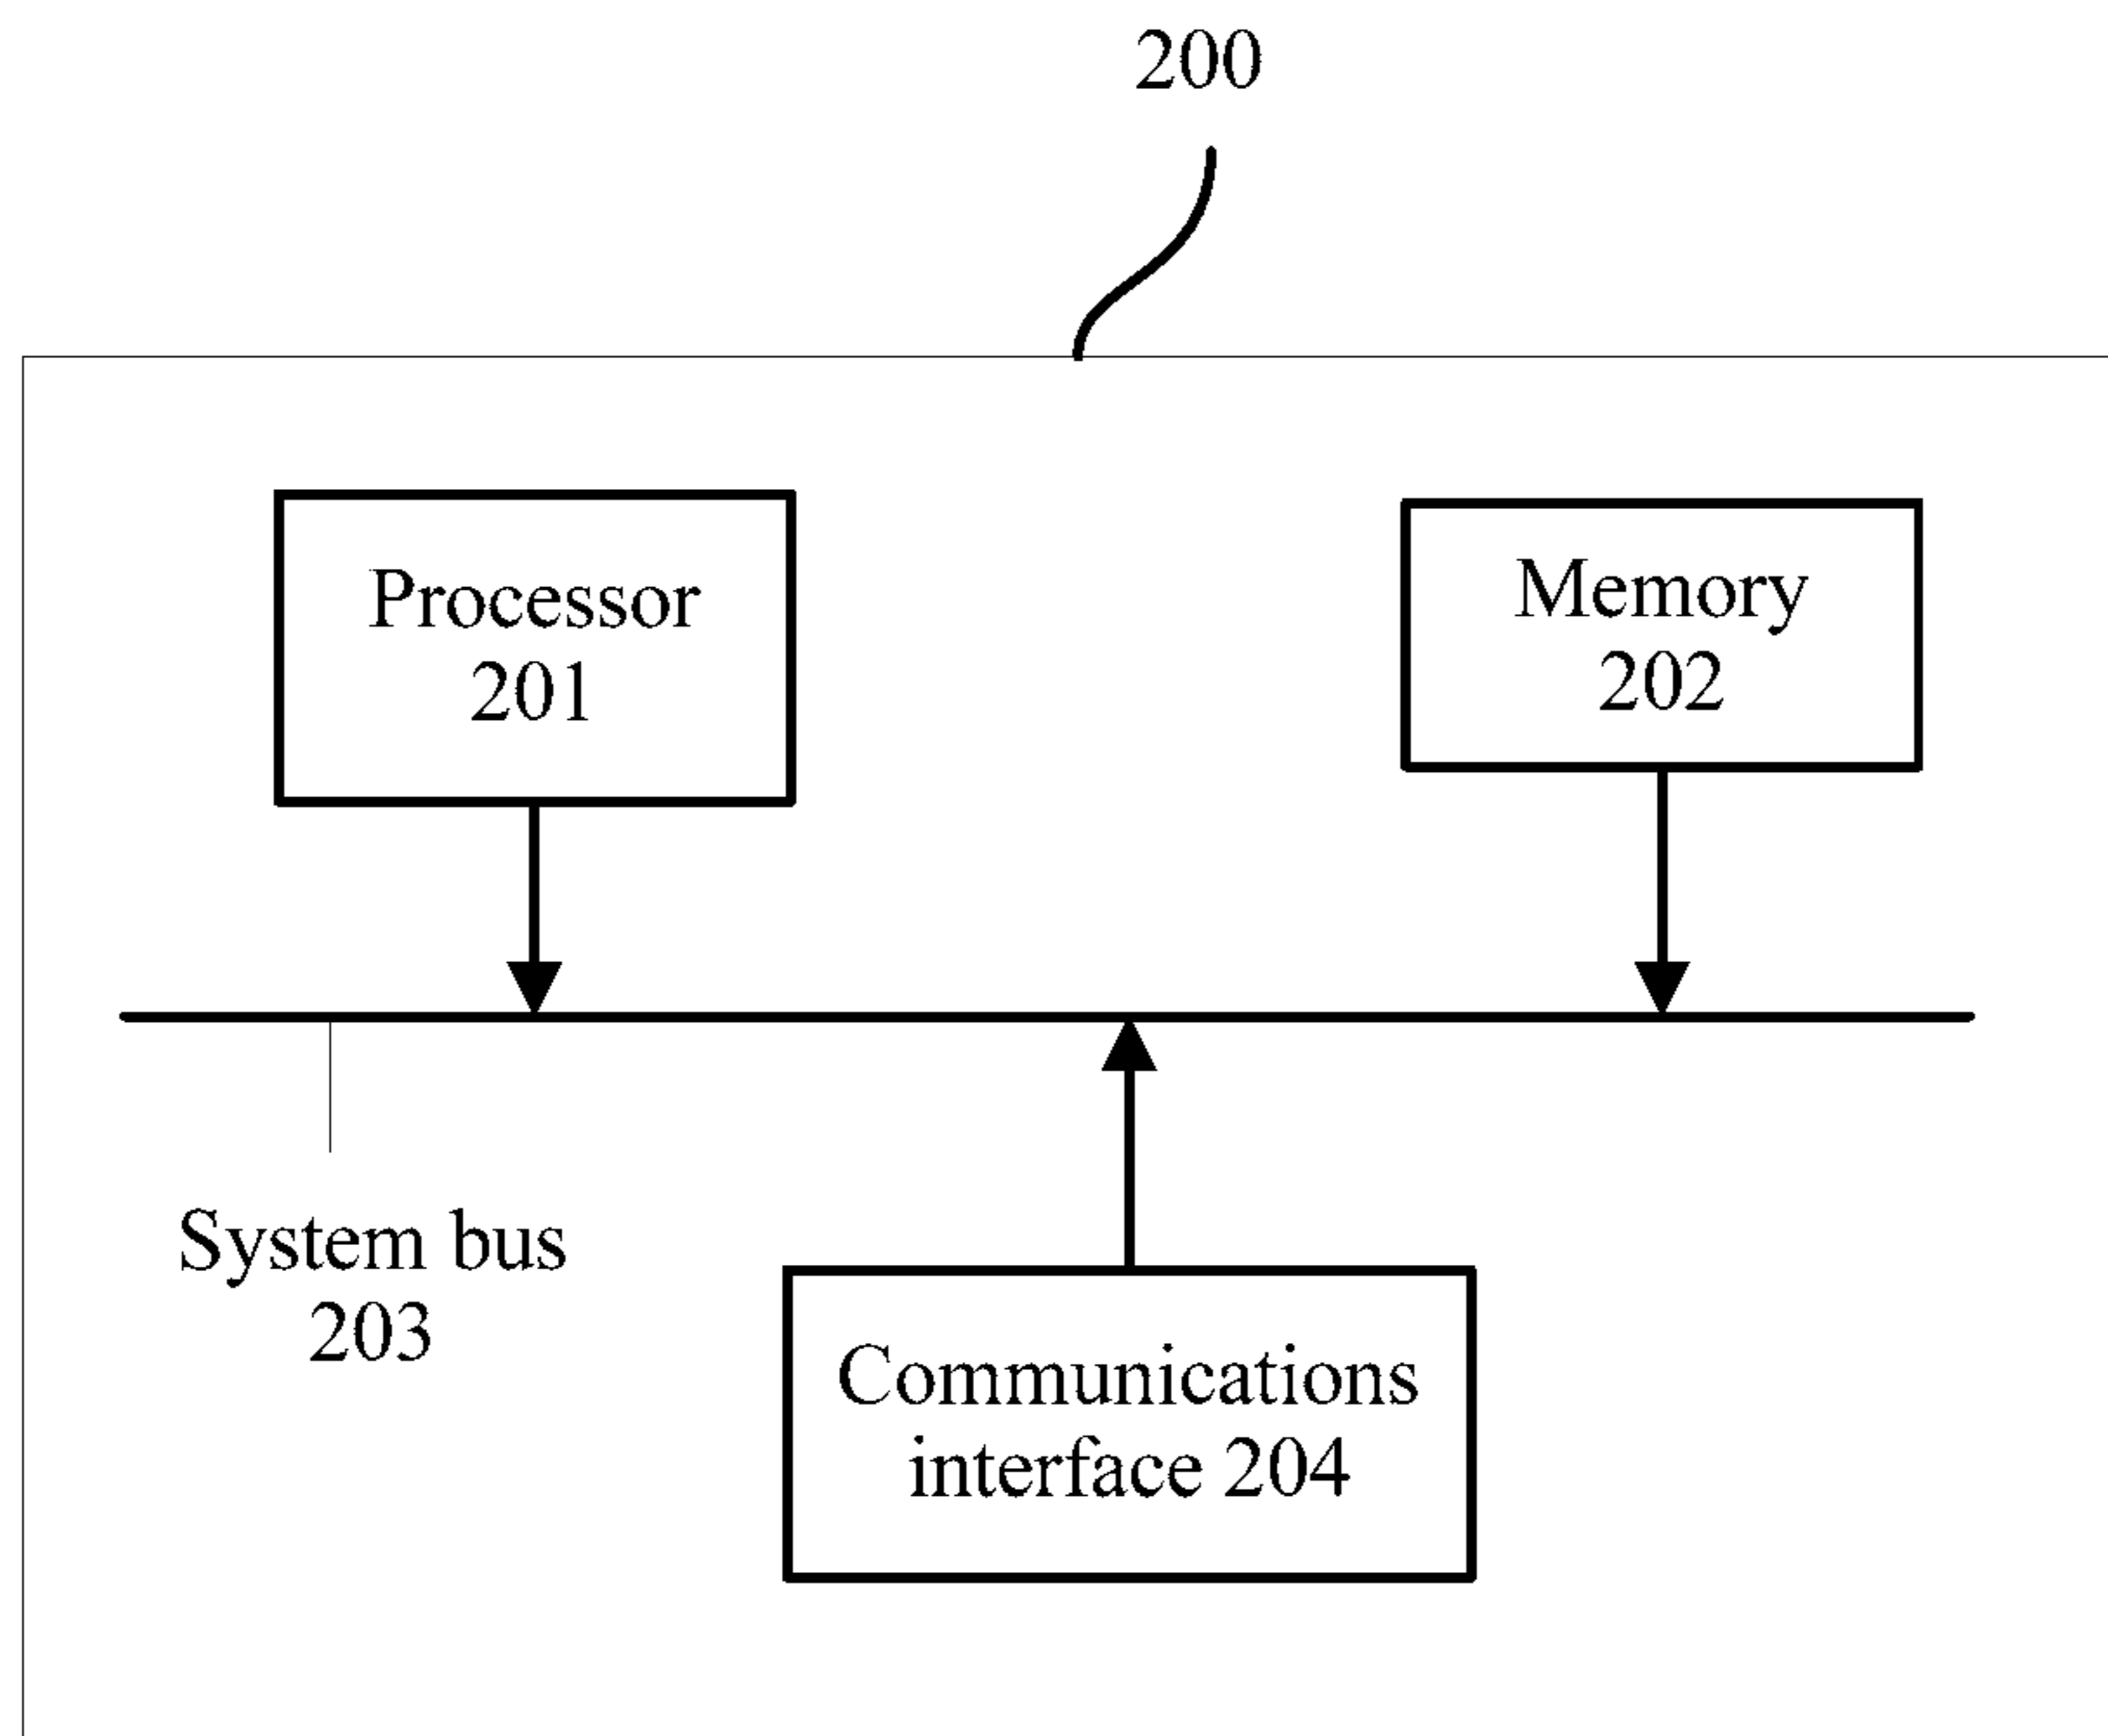 200
Processor
201
Memory
202
System bus
203
Communications
interface 204